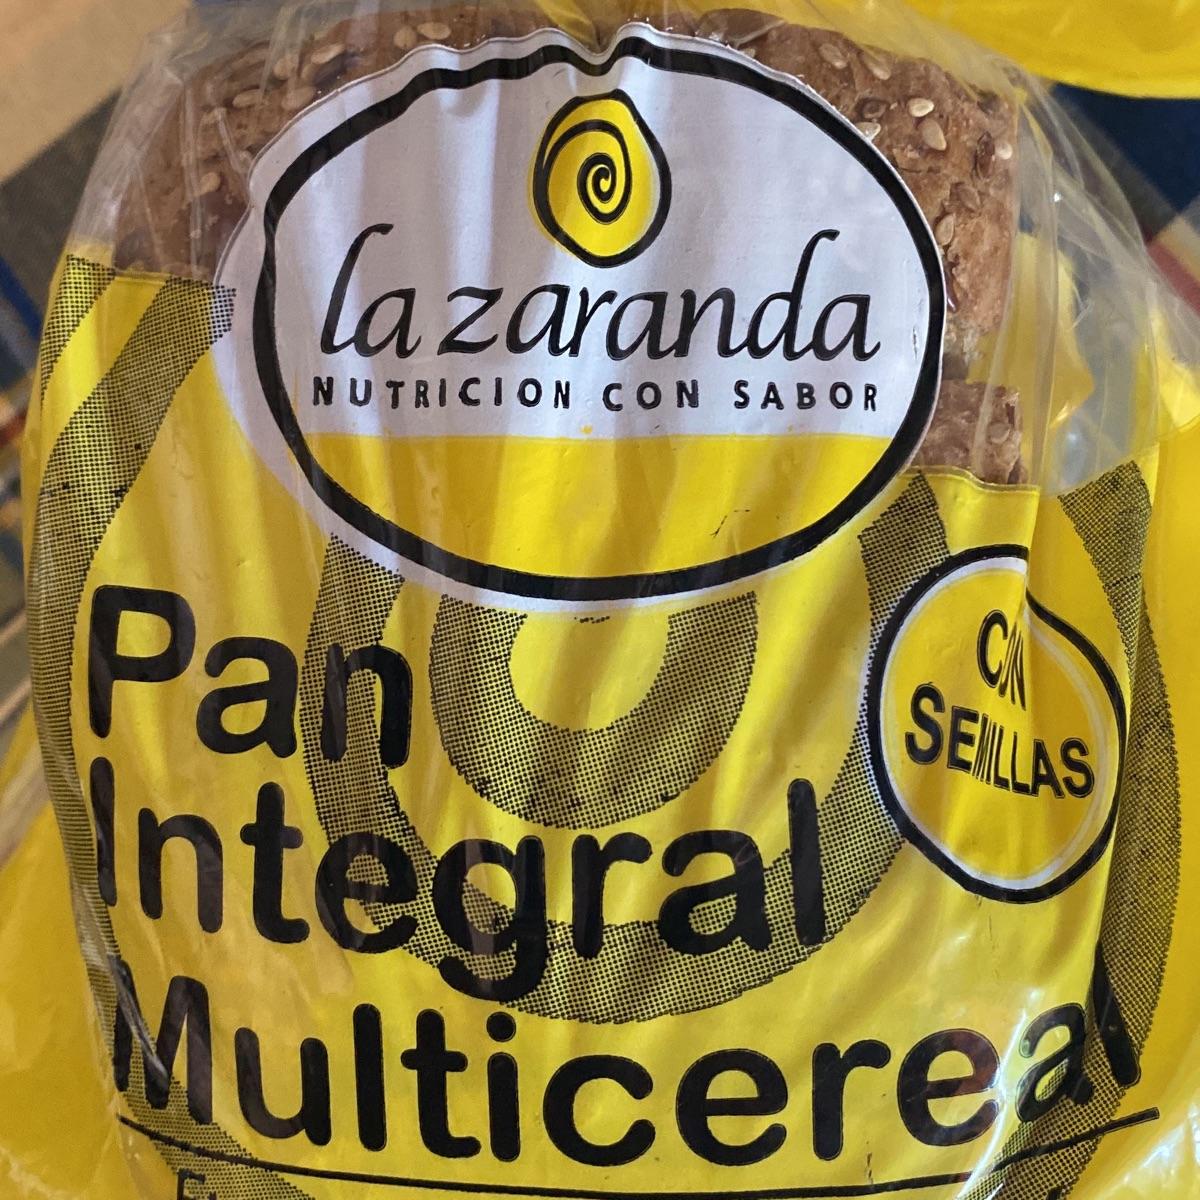 la zaranda
NUTRICION CON SABOR
CON
SEMILLAS
Pan
Integral
Multicereal